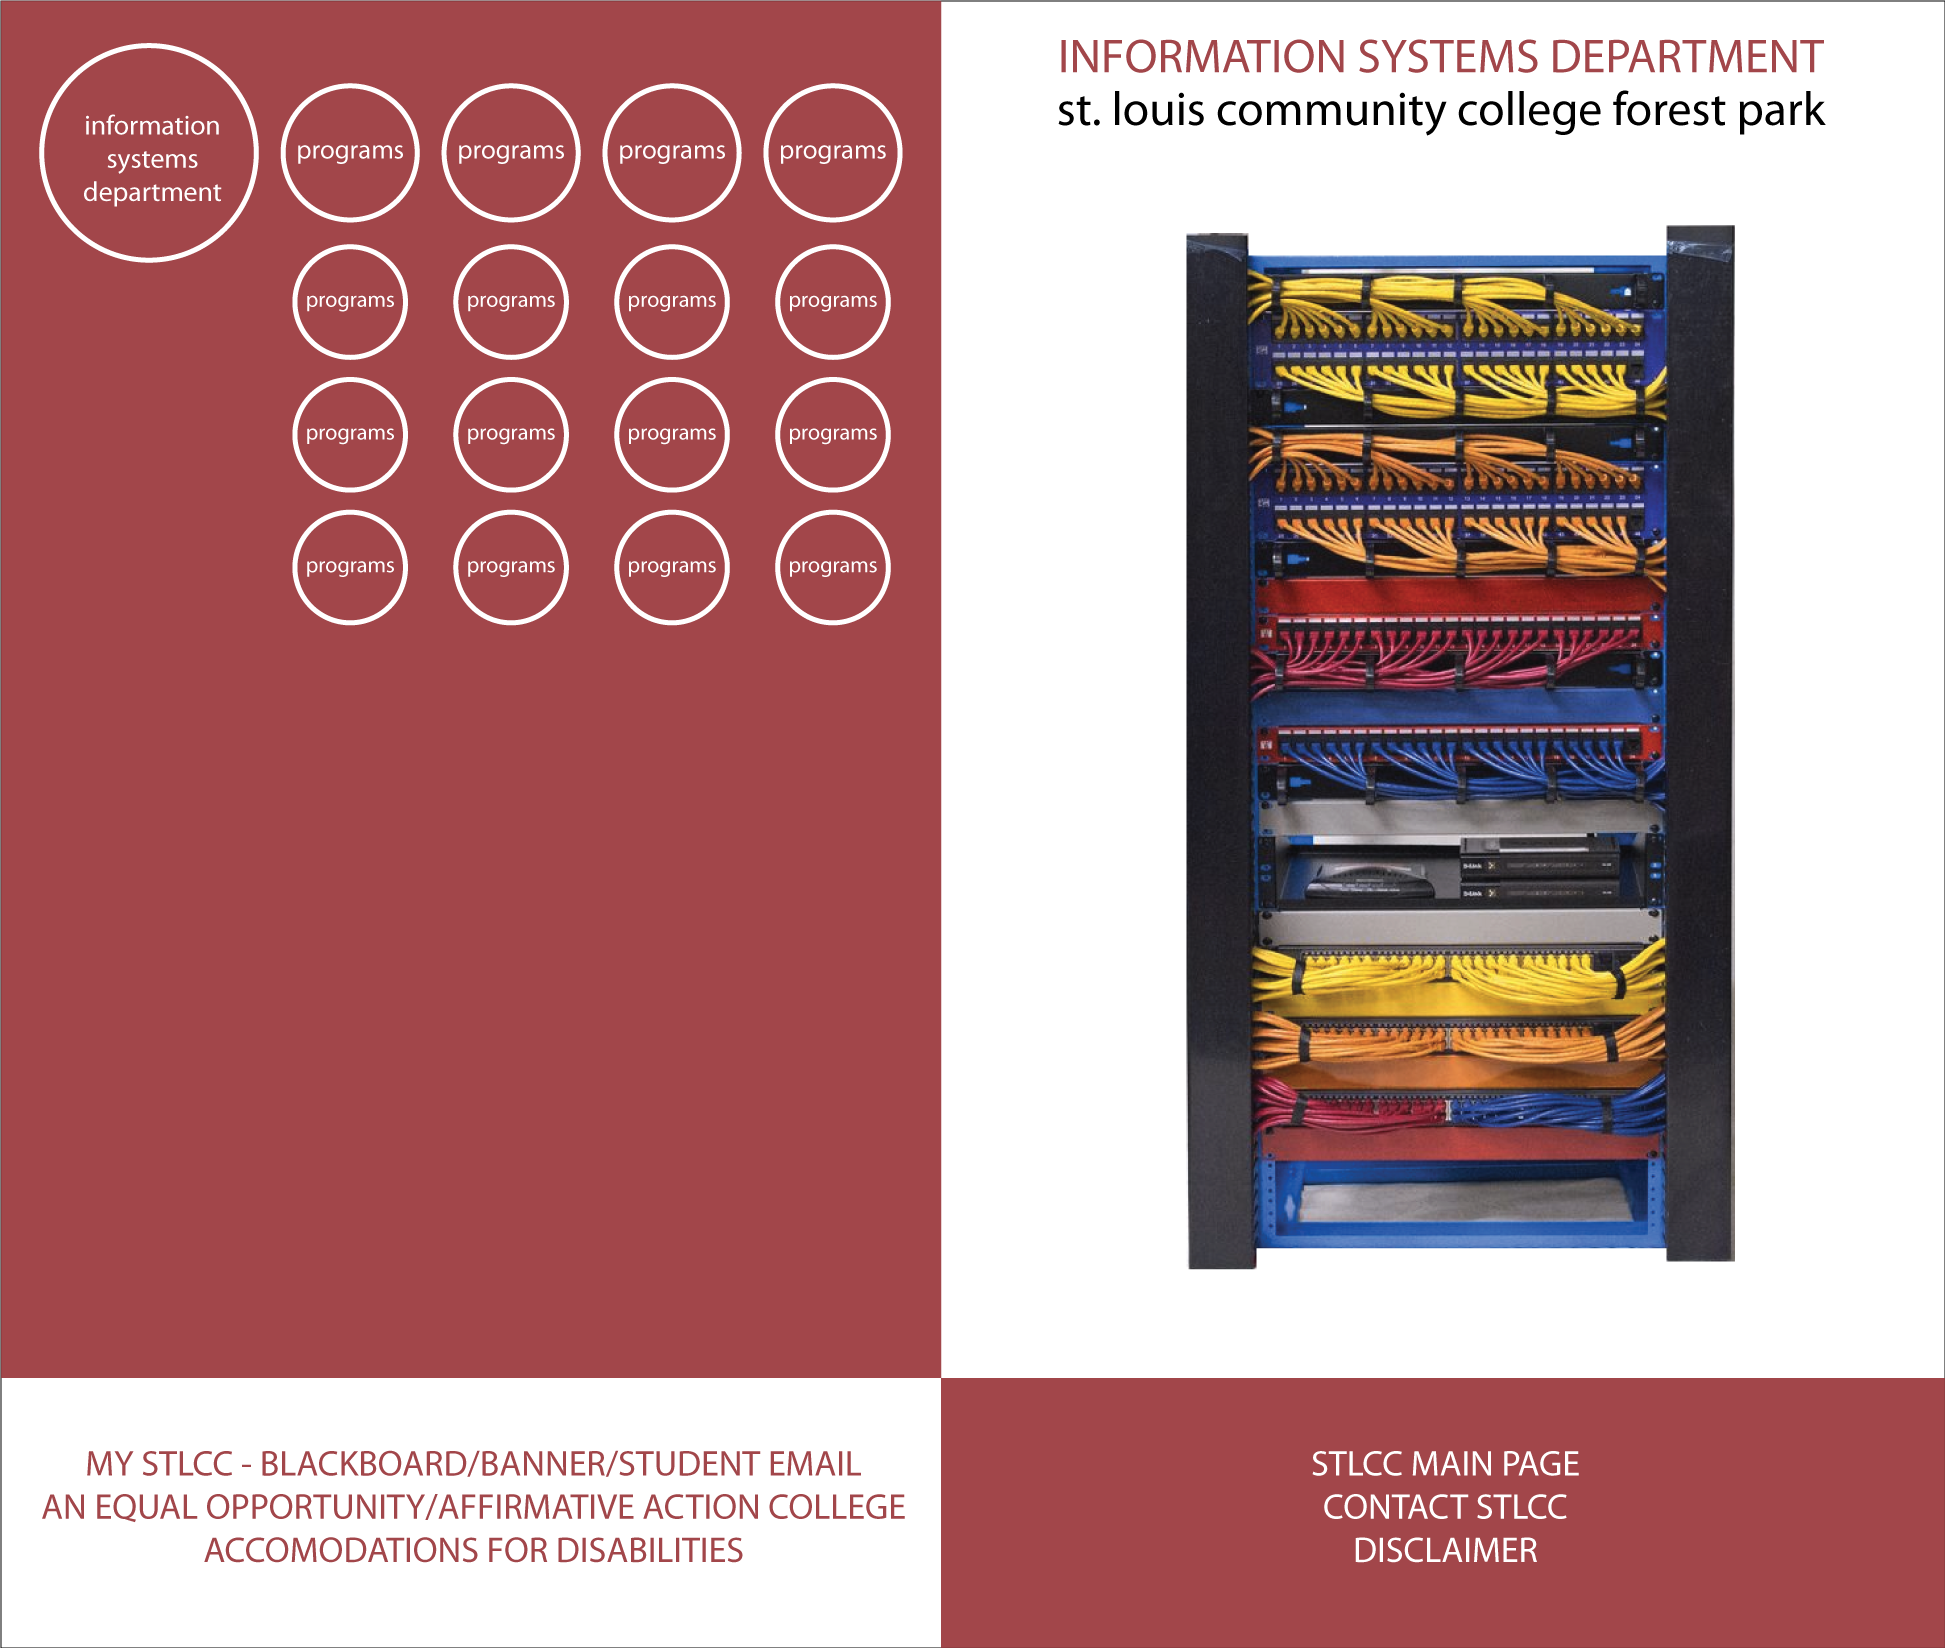 information
systems
department
programs programs programs programs
programs programs programs programs
programs programs programs programs
programs programs programs programs
INFORMATION SYSTEMS DEPARTMENT
st. louis community college forest park
D-Link
D-Link
MY STLCC - BLACKBOARD/BANNER/STUDENT EMAIL
AN EQUAL OPPORTUNITY/AFFIRMATIVE ACTION COLLEGE
ACCOMODATIONS FOR DISABILITIES
STLCC MAIN PAGE
CONTACT STLCC
DISCLAIMER